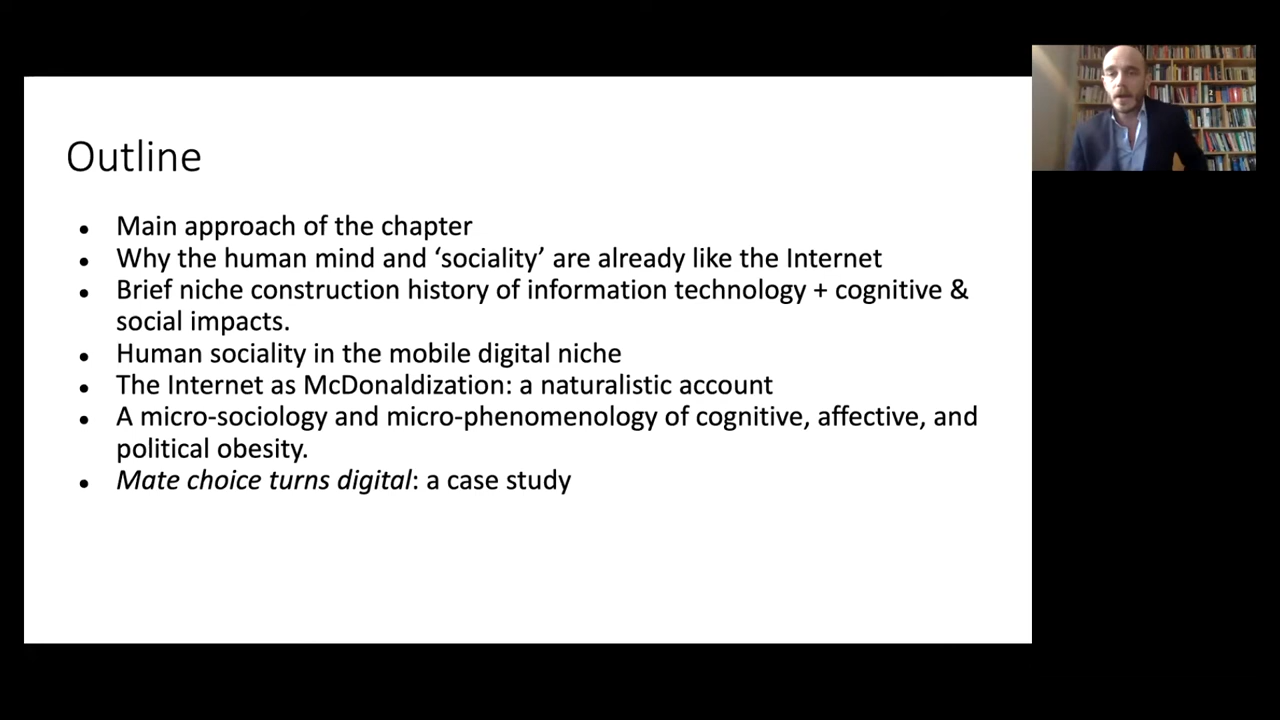 Outline
• Main approach of the chapter
• Why the human mind and ‘sociality’ are already like the Internet
• Brief niche construction history of information technology + cognitive &
social impacts.
• Human sociality in the mobile digital niche
• The Internet as McDonaldization: a naturalistic account
• A micro-sociology and micro-phenomenology of cognitive, affective, and
political obesity.
• Mate choice turns digital: a case study